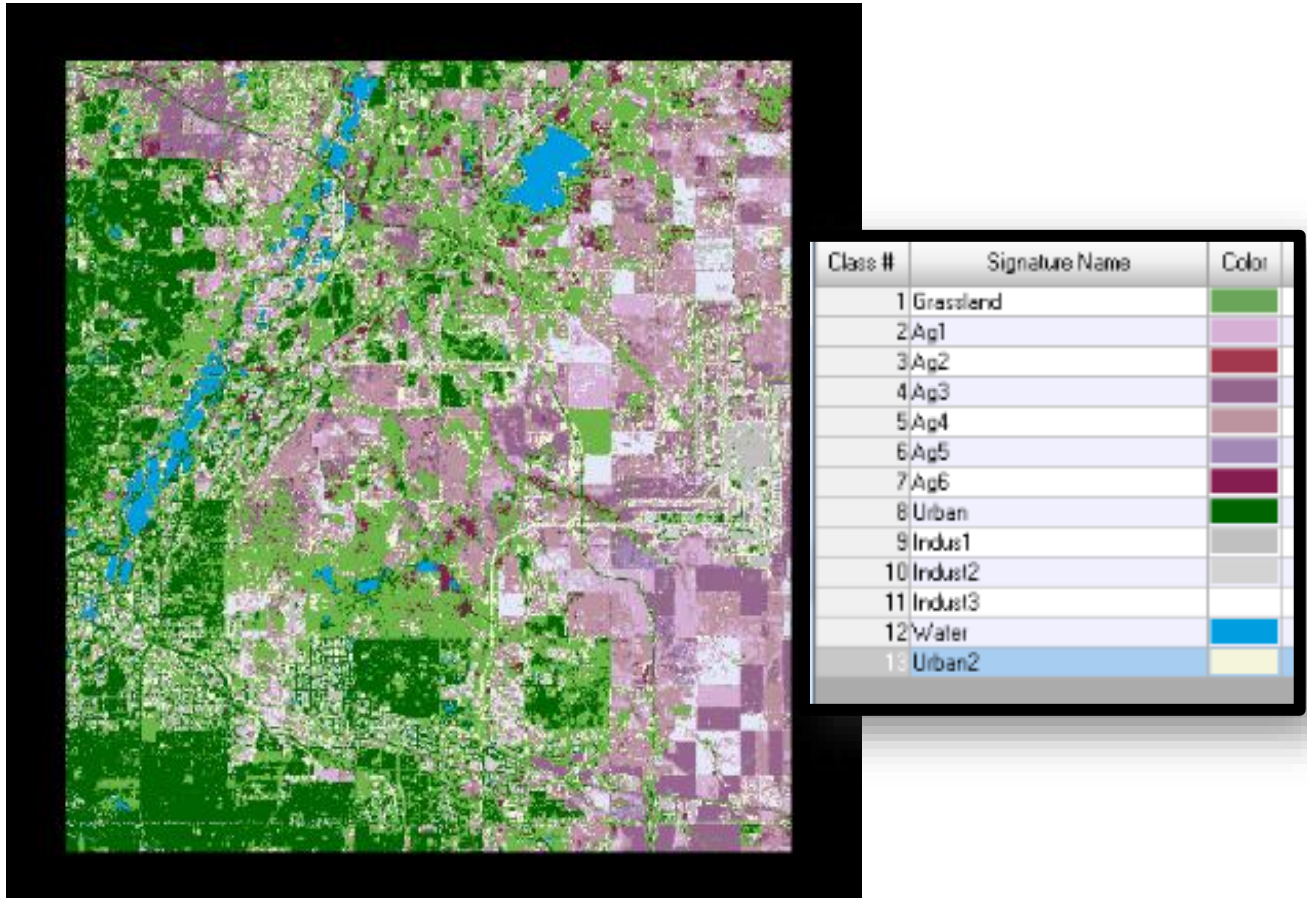 Class # Signature Name Color
1 Grassland
2 Ag1
3 Ag2
4 Ag3
5 Ag4
6 Ag5
7 Ag6
8 Urban
9 Indus1
10 Indust2
11 Indust3
12 Water
13 Urban2